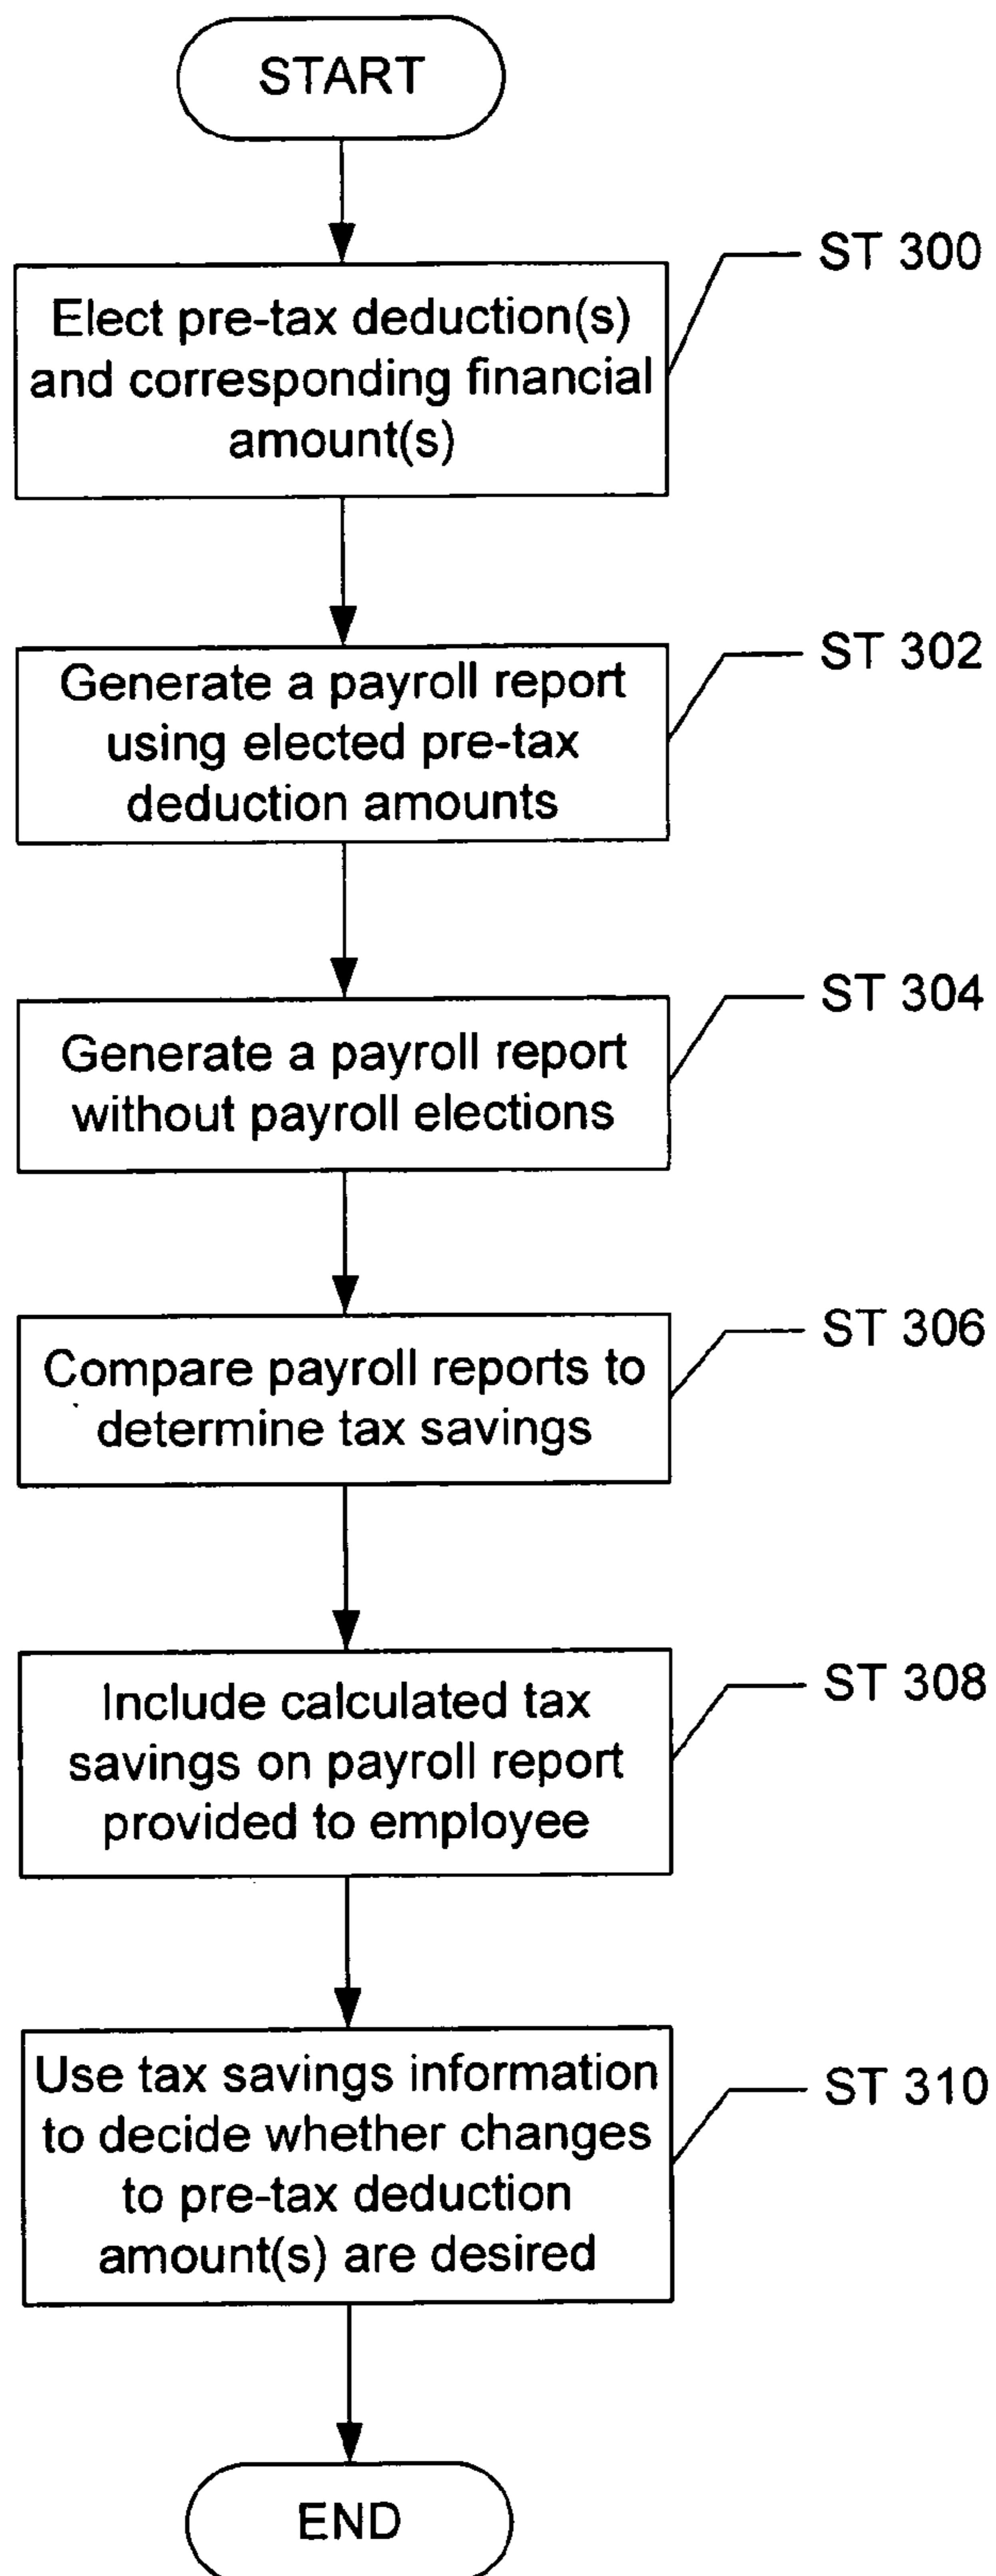 START
ST 300
Elect pre-tax deduction(s)
and corresponding financial
amount(s)
ST 302
Generate a payroll report
using elected pre-tax
deduction amounts
ST 304
Generate a payroll report
without payroll elections
ST 306
Compare payroll reports to
determine tax savings
ST 308
Include calculated tax
savings on payroll report
provided to employee
ST 310
Use tax savings information
to decide whether changes
to pre-tax deduction
amount(s) are desired
END